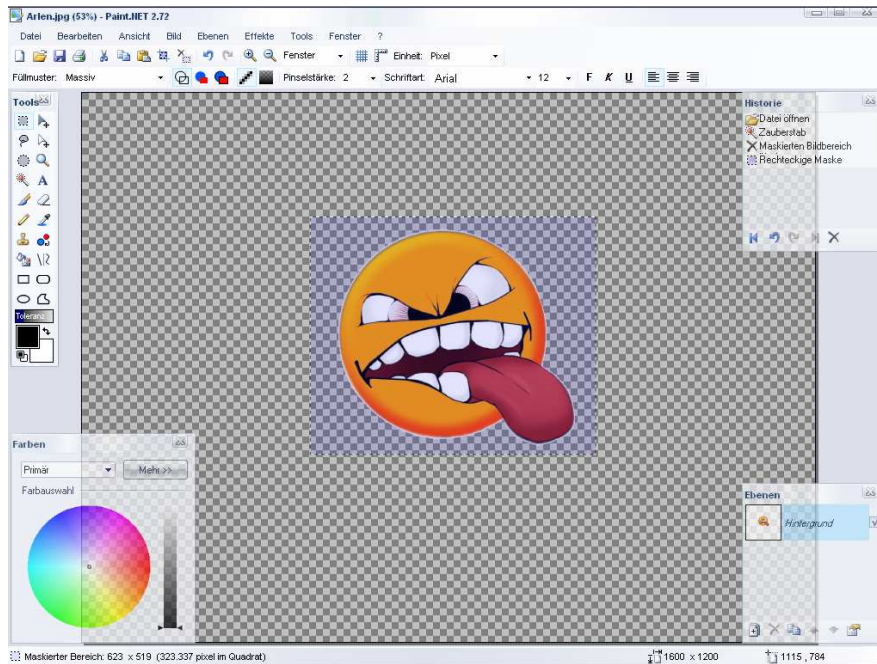 Arlen.jpg (53%) - Paint.NET 2.72
Datei Bearbeiten Ansicht Bild Ebenen Effekte Tools Fenster ?
Fenster Einheit: Pixel
Füllmuster: Massiv Pinselstärke: 2 Schriftart: Arial 12 F K U
Tools
Historie
Datei öffnen
Zauberstab
Maskierten Bildbereich
Rechteckige Maske
A
Toleranz
Farben
Primär Mehr >>
Farbauswahl
Ebenen
Hintergrund
Maskierter Bereich: 623 x 519 (323.337 pixel im Quadrat) 1600 x 1200 1115 , 784